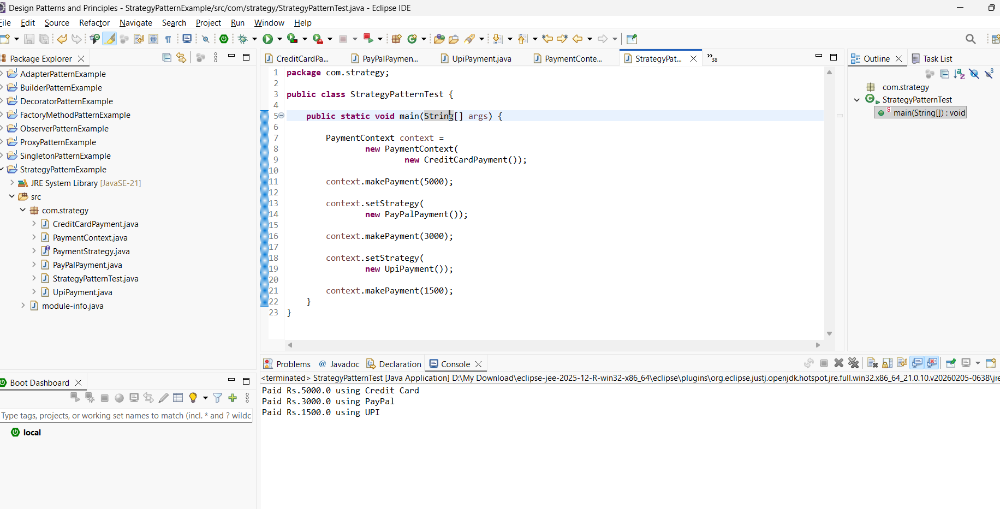 Design Patterns and Principles - StrategyPatternExample/src/com/strategy/StrategyPatternTest.java - Eclipse IDE
File Edit Source Refactor Navigate Search Project Run Window Help
Package Explorer
AdapterPatternExample
BuilderPatternExample
DecoratorPatternExample
FactoryMethodPatternExample
ObserverPatternExample
ProxyPatternExample
SingletonPatternExample
StrategyPatternExample
JRE System Library [JavaSE-21]
src
com.strategy
CreditCardPayment.java
PaymentContext.java
PaymentStrategy.java
PayPalPayment.java
StrategyPatternTest.java
UpiPayment.java
module-info.java
Boot Dashboard
Type tags, projects, or working set names to match (incl. * and ? wildc
local
CreditCardPa... PayPalPaymen... UpiPayment.java PaymentConte... StrategyPat... »38
1 package com.strategy;
2
3 public class StrategyPatternTest {
4
5 public static void main(String[] args) {
6
7 PaymentContext context =
8 new PaymentContext(
9 new CreditCardPayment());
10
11 context.makePayment(5000);
12
13 context.setStrategy(
14 new PayPalPayment());
15
16 context.makePayment(3000);
17
18 context.setStrategy(
19 new UpiPayment());
20
21 context.makePayment(1500);
22 }
23 }
Problems @ Javadoc Declaration Console
<terminated> StrategyPatternTest [Java Application] D:\My Download\eclipse-jee-2025-12-R-win32-x86_64\eclipse\plugins\org.eclipse.justj.openjdk.hotspot.jre.full.win32.x86_64_21.0.10.v20260205-0638\jre
Paid Rs.5000.0 using Credit Card
Paid Rs.3000.0 using PayPal
Paid Rs.1500.0 using UPI
Outline Task List
com.strategy
StrategyPatternTest
main(String[]) : void